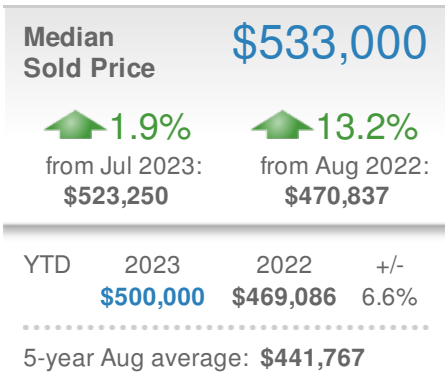 Median
Sold Price
$533,000
1.9%
from Jul 2023:
$523,250
13.2%
from Aug 2022:
$470,837
YTD 2023 2022 +/-
$500,000 $469,086 6.6%
5-year Aug average: $441,767